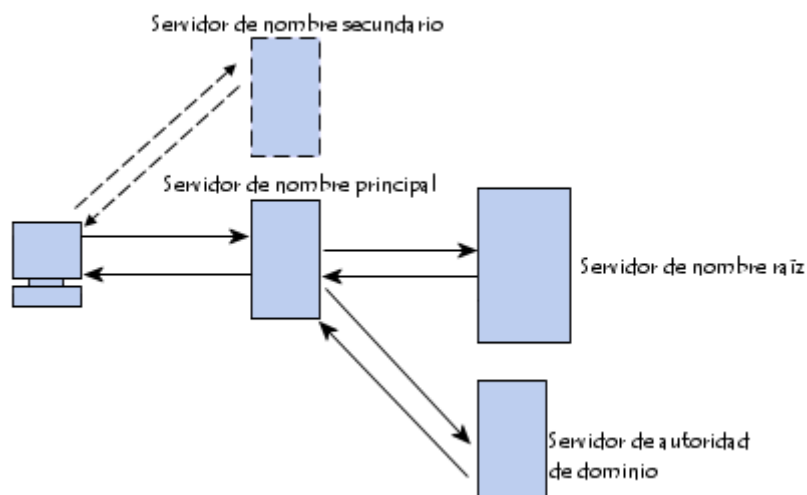 Servidor de nombre secundario
Servidor de nombre principal
Servidor de nombre raíz
Servidor de autoridad
de dominio